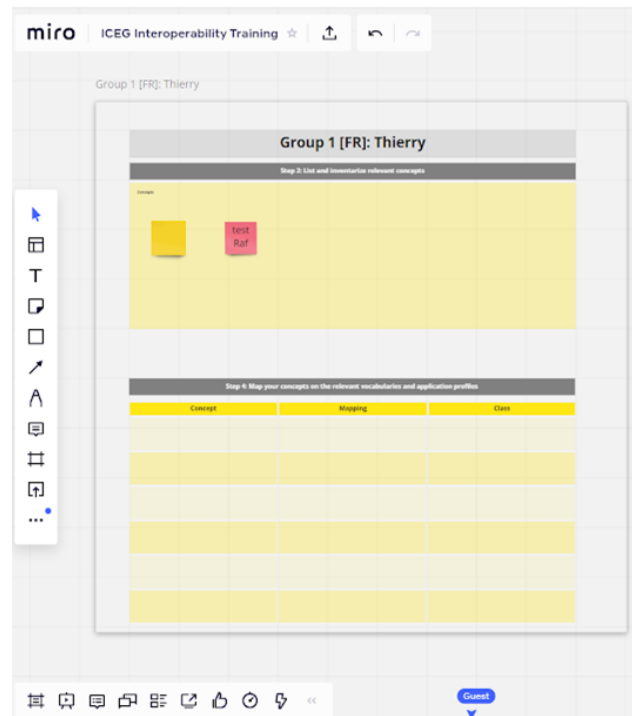 miro
ICEG Interoperability Training
Group 1 [FR]: Thierry
Group 1 [FR]: Thierry
Step 2: List and inventarize relevant concepts
Concepts
test
Raf
Step 4: Map your concepts on the relevant vocabularies and application profiles
Concept Mapping Class
Guest